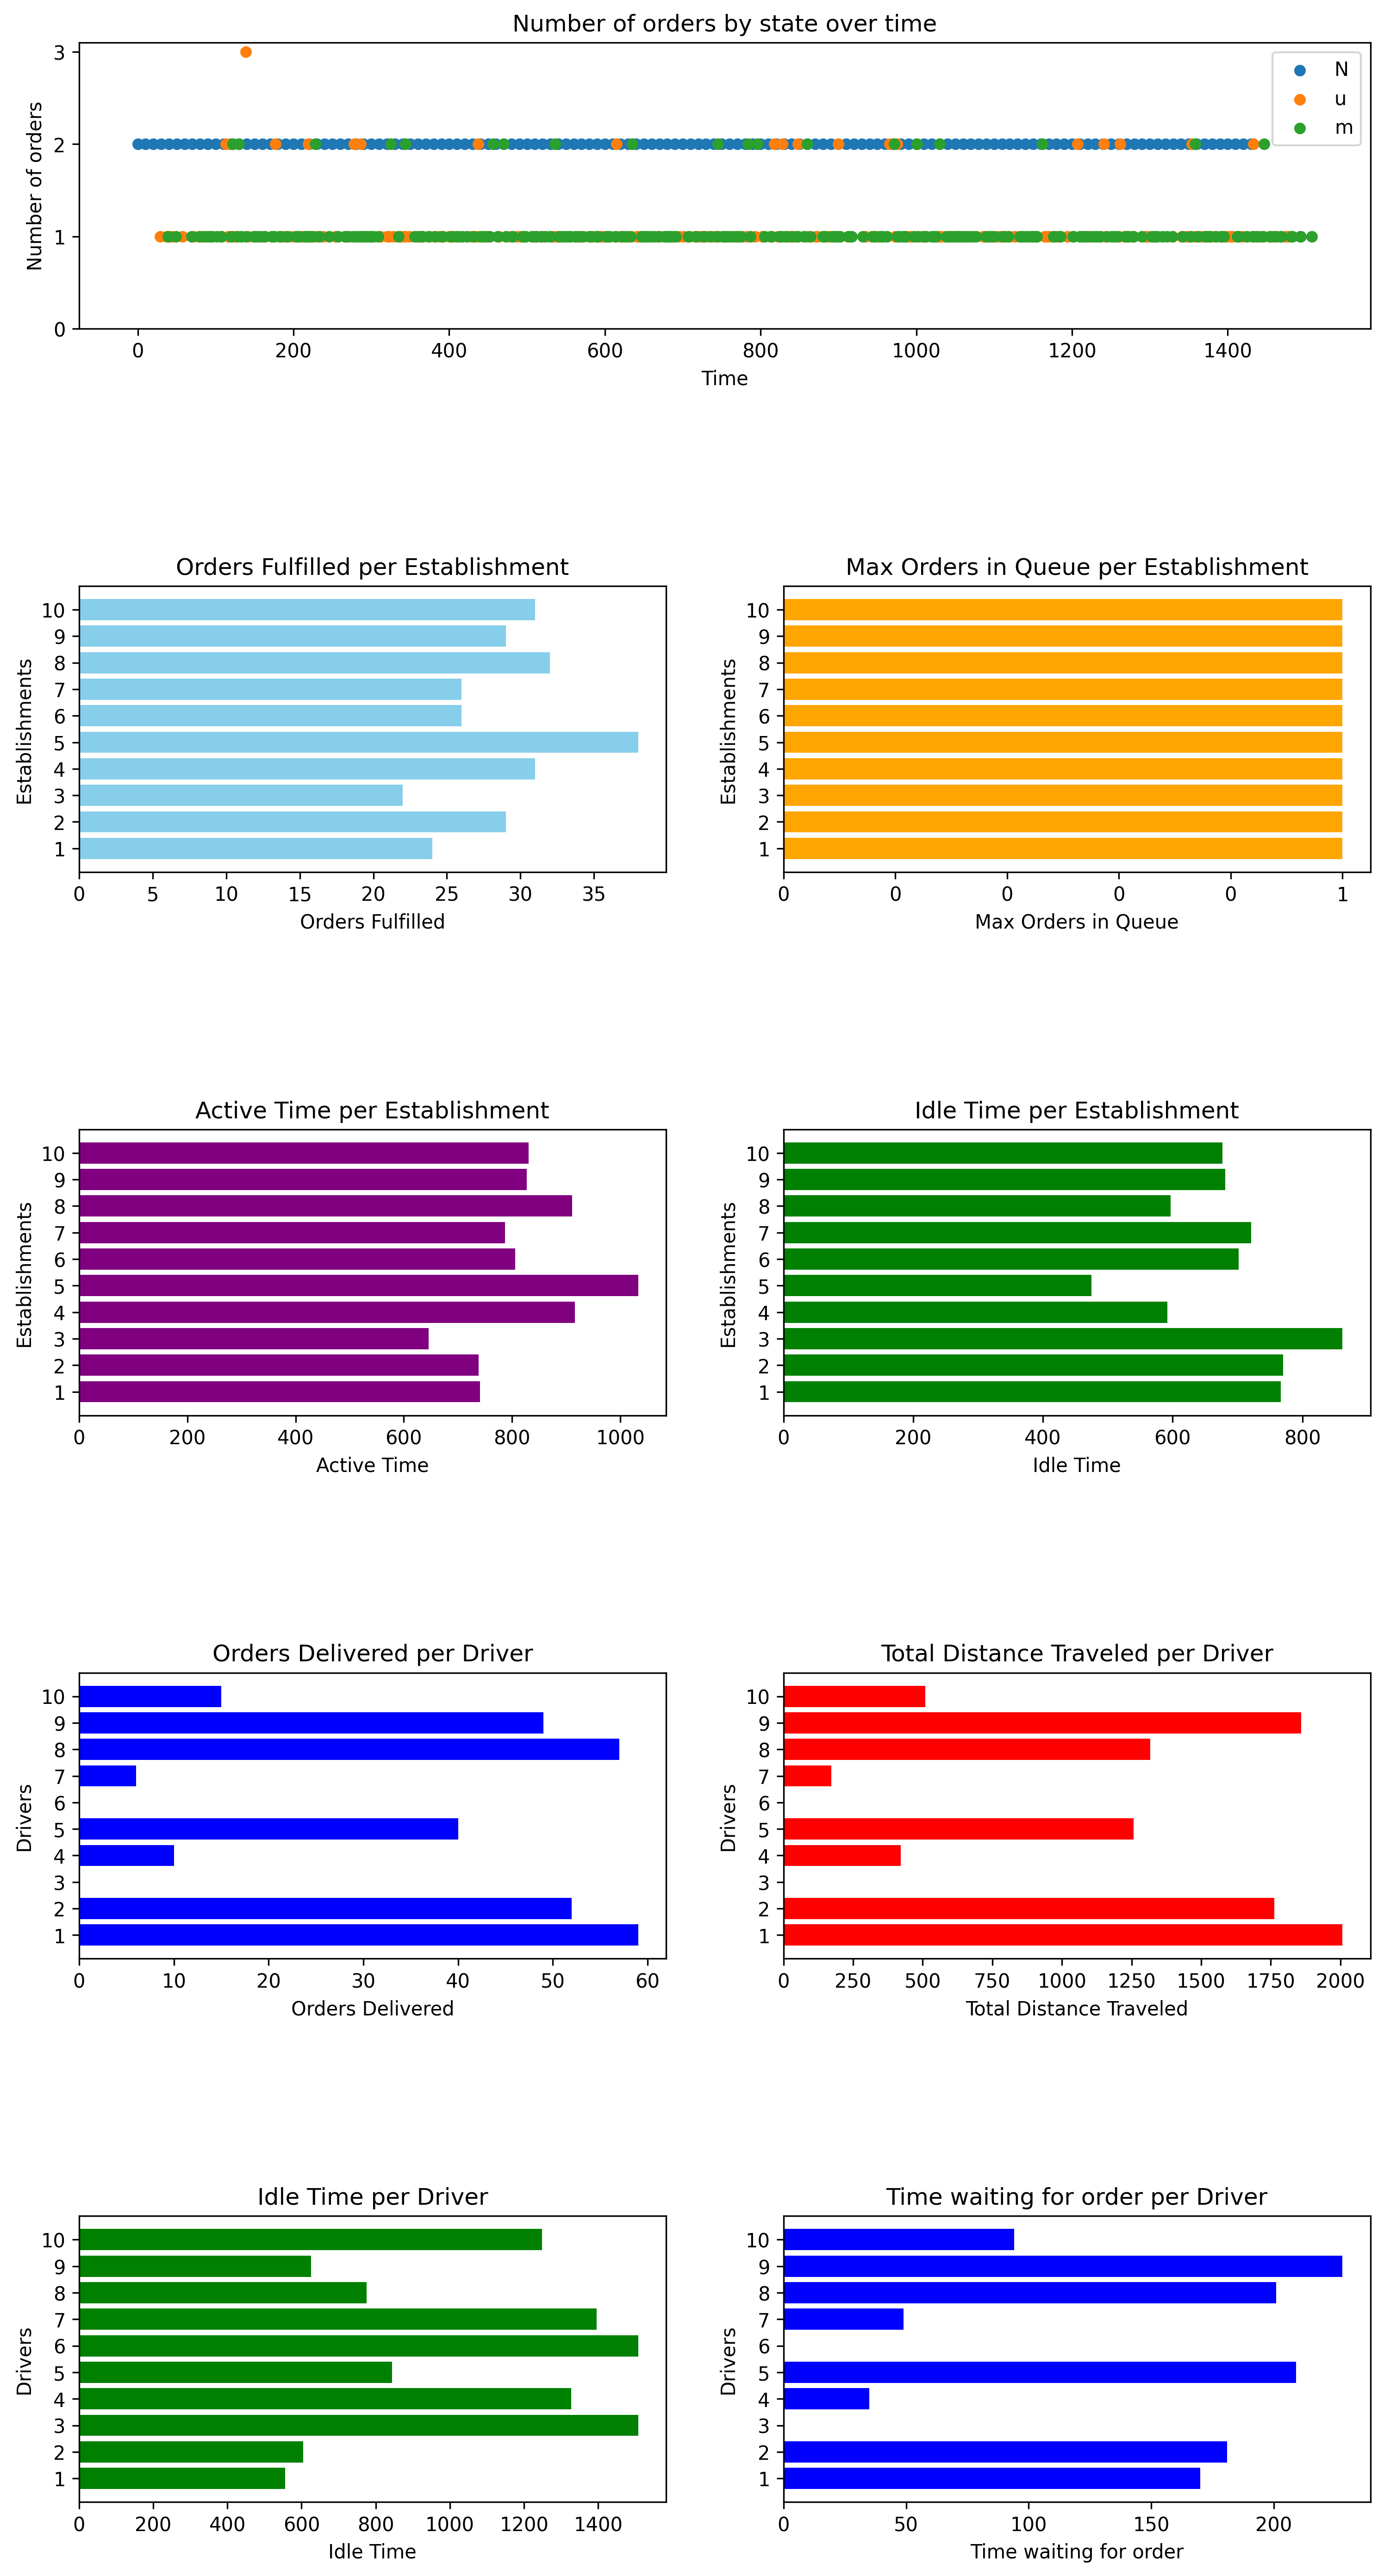 Number of orders by state over time
Number of orders
3
2
1
0
N
u
m
0 200 400 600 800 1000 1200 1400
Time
Orders Fulfilled per Establishment
Establishments
10
9
8
7
6
5
4
3
2
1
0 5 10 15 20 25 30 35
Orders Fulfilled
Max Orders in Queue per Establishment
Establishments
10
9
8
7
6
5
4
3
2
1
0 0 0 0 0 1
Max Orders in Queue
Active Time per Establishment
Establishments
10
9
8
7
6
5
4
3
2
1
0 200 400 600 800 1000
Active Time
Idle Time per Establishment
Establishments
10
9
8
7
6
5
4
3
2
1
0 200 400 600 800
Idle Time
Orders Delivered per Driver
Drivers
10
9
8
7
6
5
4
3
2
1
0 10 20 30 40 50 60
Orders Delivered
Total Distance Traveled per Driver
Drivers
10
9
8
7
6
5
4
3
2
1
0 250 500 750 1000 1250 1500 1750 2000
Total Distance Traveled
Idle Time per Driver
Drivers
10
9
8
7
6
5
4
3
2
1
0 200 400 600 800 1000 1200 1400
Idle Time
Time waiting for order per Driver
Drivers
10
9
8
7
6
5
4
3
2
1
0 50 100 150 200
Time waiting for order